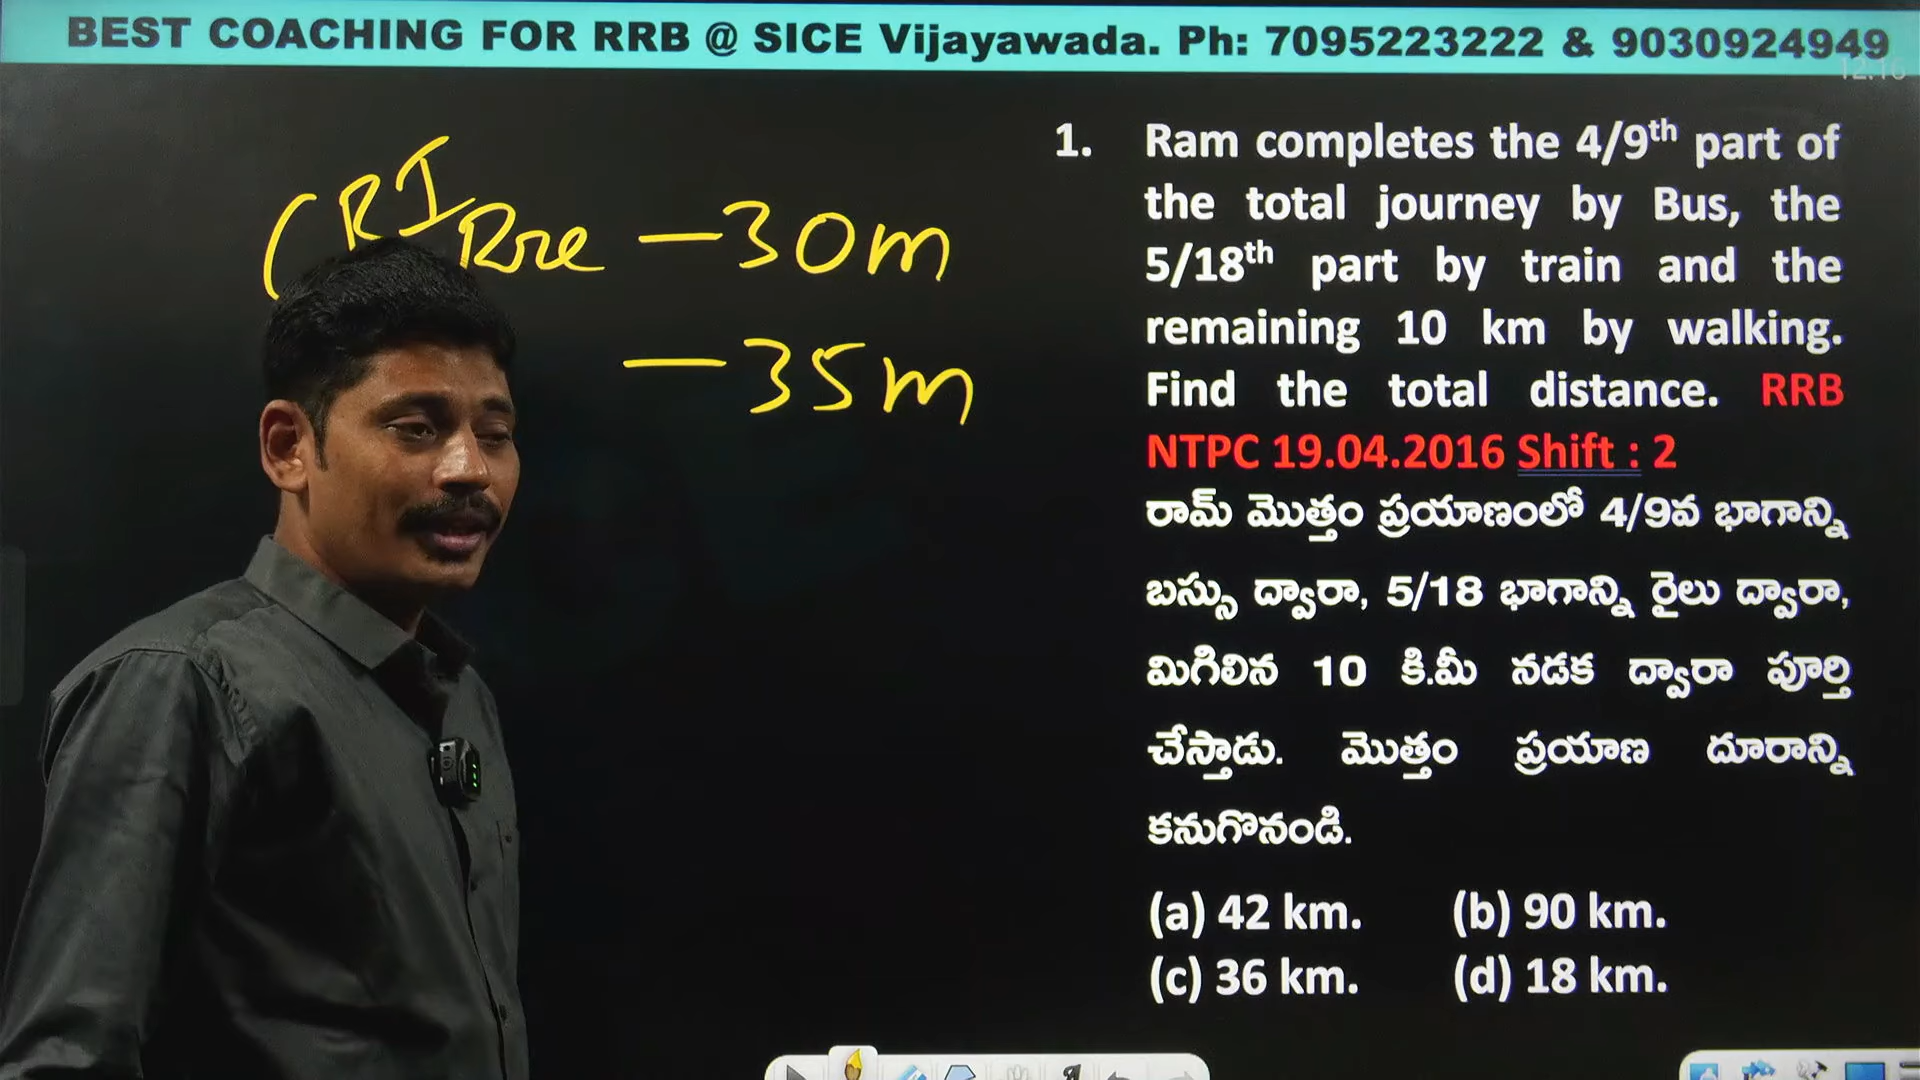 BEST COACHING FOR RRB @ SICE Vijayawada. Ph: 7095223222 & 9030924949
12:16
Rre – 30m
– 35m
1. Ram completes the 4/9th part of
the total journey by Bus, the
5/18th part by train and the
remaining 10 km by walking.
Find the total distance. RRB
NTPC 19.04.2016 Shift : 2
రామ్ మొత్తం ప్రయాణంలో 4/9వ భాగాన్ని
బస్సు ద్వారా, 5/18 భాగాన్ని రైలు ద్వారా,
మిగిలిన 10 కి.మీ నడక ద్వారా పూర్తి
చేస్తాడు. మొత్తం ప్రయాణ దూరాన్ని
కనుగొనండి.
(a) 42 km. (b) 90 km.
(c) 36 km. (d) 18 km.